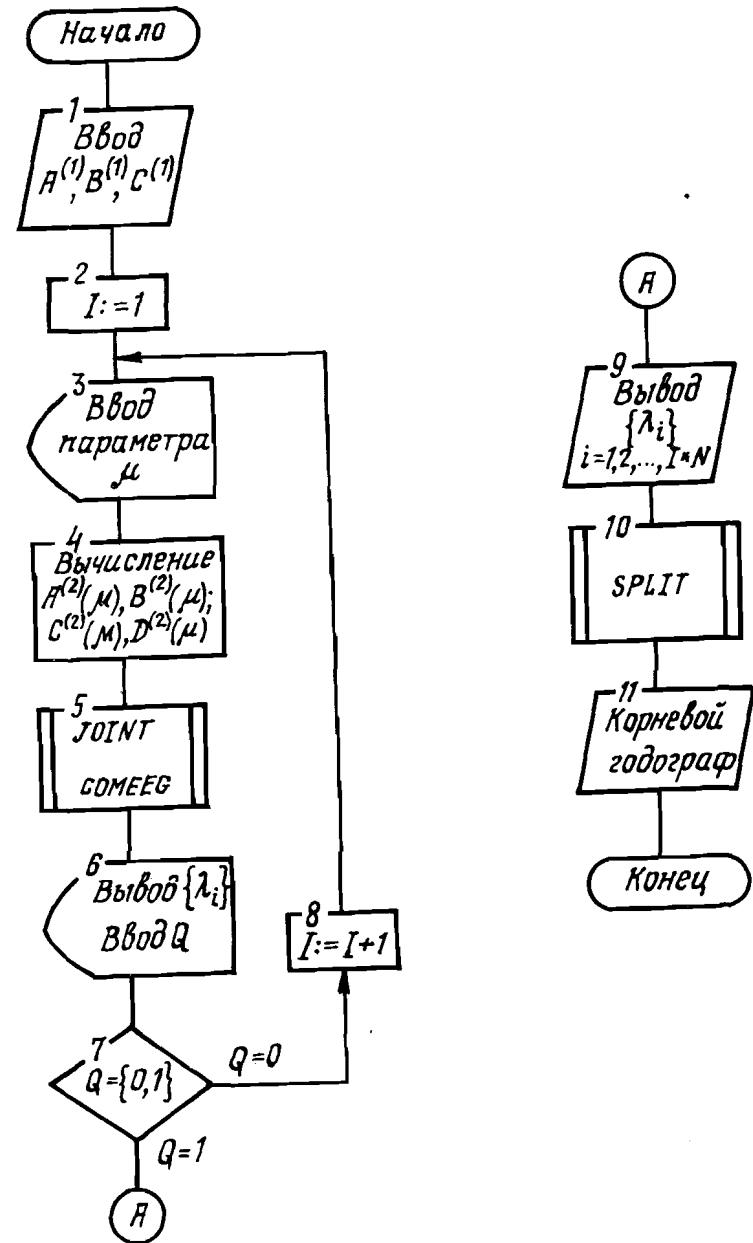 Начало
1
Ввод
A^(1), B^(1), C^(1)
2
I:=1
3
Ввод
параметра
μ
4
Вычисление
A^(2)(μ), B^(2)(μ);
C^(2)(μ), D^(2)(μ)
5
JOINT
COMEEG
6
Вывод {λ_i}
Ввод Q
7
Q={0,1}
Q=0
Q=1
8
I:=I+1
A
A
9
Вывод
{λ_i}
i=1,2,...,I*N
10
SPLIT
11
Корневой
годограф
Конец